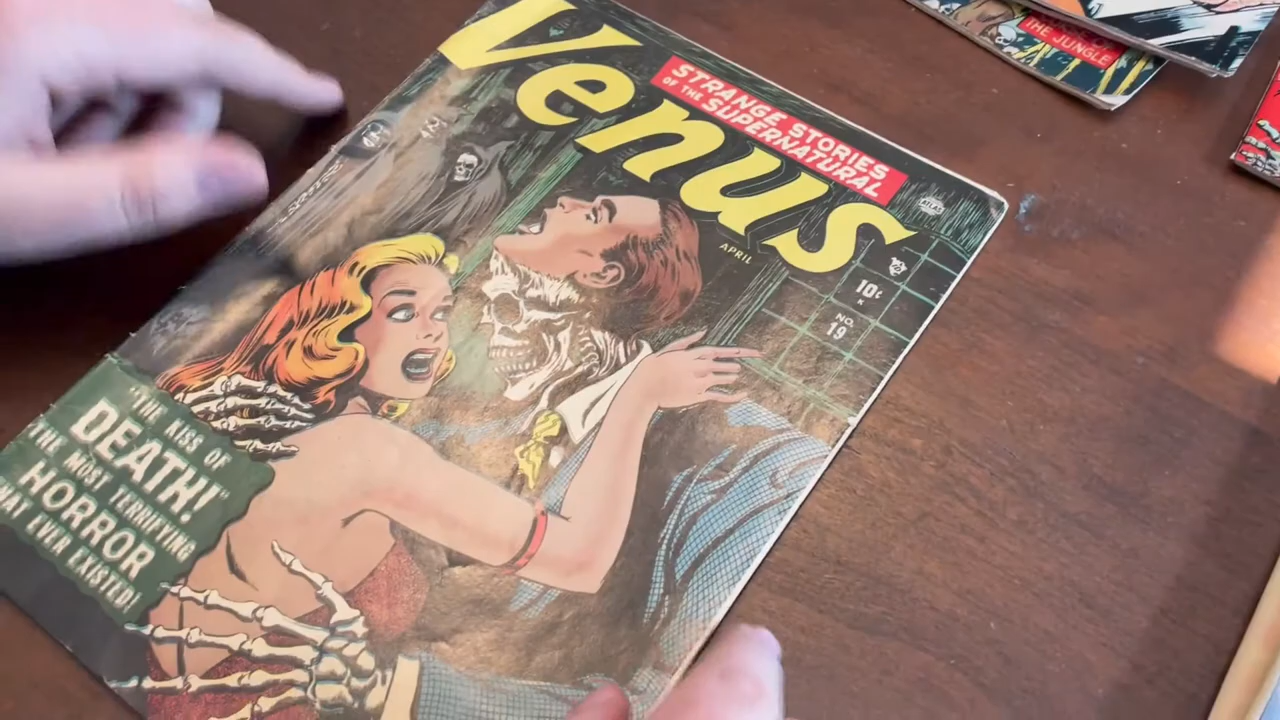 Venus
STRANGE STORIES
OF THE SUPERNATURAL
ATLAS
APRIL
10¢
K
NO.
19
"THE KISS OF
DEATH!"
THE MOST TERRIFYING
HORROR
THAT EVER EXISTED!
THE JUNGLE